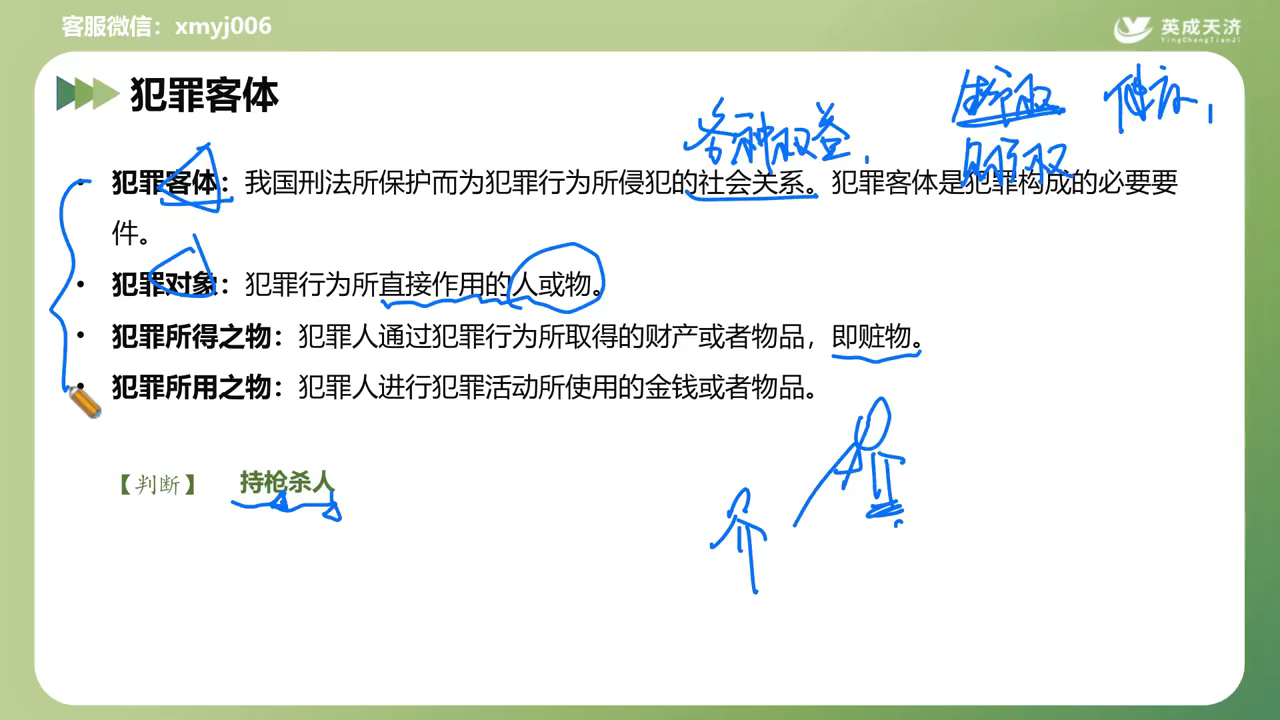 客服微信：xmyj006
英成天济
YingChengTianJi
犯罪客体
各种权益，
生命权 健康，
财产权
• 犯罪客体：我国刑法所保护而为犯罪行为所侵犯的社会关系。犯罪客体是犯罪构成的必要要
件。
• 犯罪对象：犯罪行为所直接作用的人或物。
• 犯罪所得之物：犯罪人通过犯罪行为所取得的财产或者物品，即赃物。
• 犯罪所用之物：犯罪人进行犯罪活动所使用的金钱或者物品。
【判断】 持枪杀人